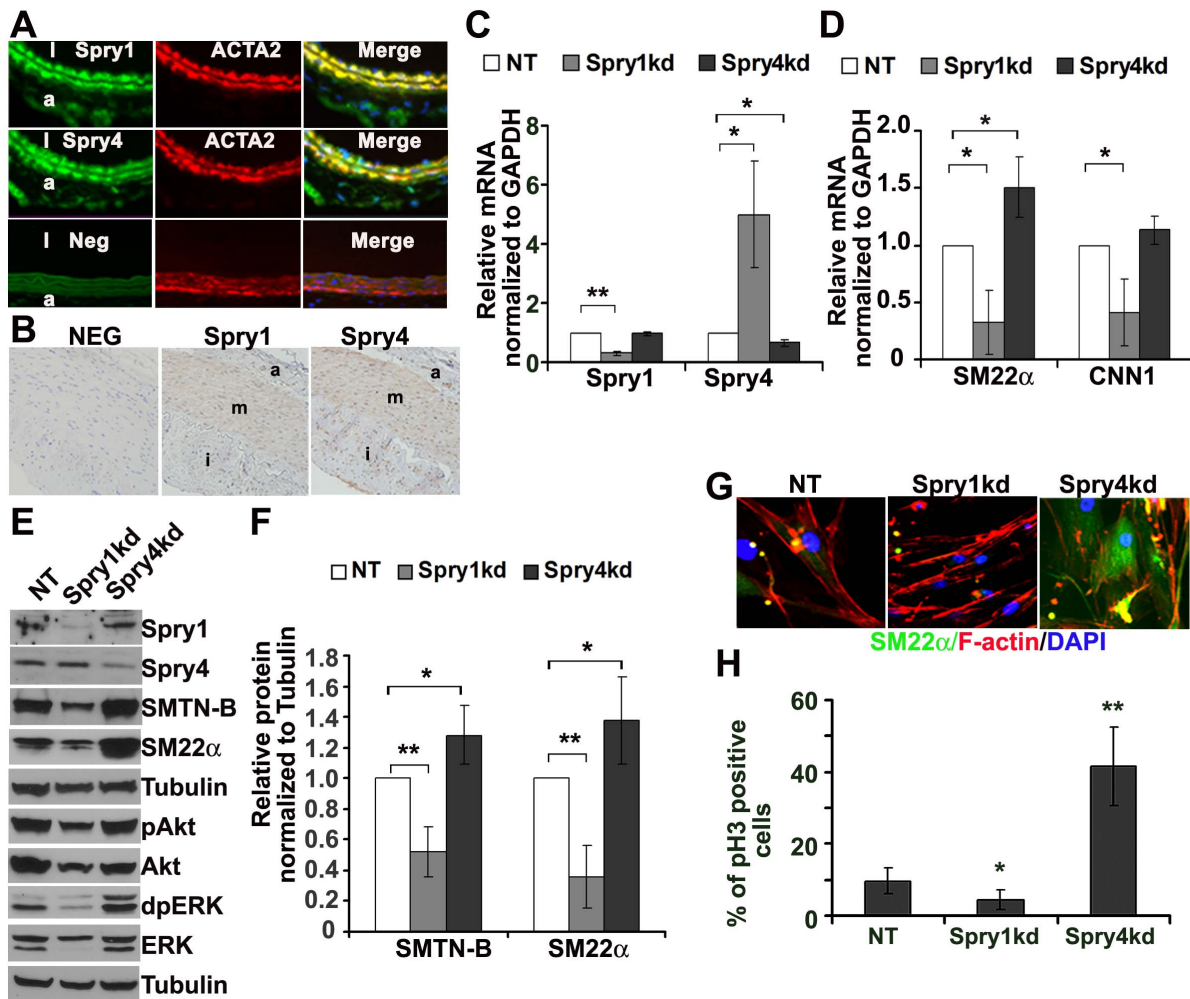 A
l Spry1 ACTA2 Merge
a
l Spry4 ACTA2 Merge
a
l Neg Merge
a
B
NEG Spry1 Spry4
a a
m m
i i
C
NT Spry1kd Spry4kd
Relative mRNA
normalized to GAPDH
8
6
4
2
0
**
*
*
Spry1 Spry4
D
NT Spry1kd Spry4kd
Relaive mRNA
normalized to GAPDH
2.0
1.5
1.0
0.5
0
*
*
*
SM22α CNN1
E
NT Spry1kd Spry4kd
Spry1
Spry4
SMTN-B
SM22α
Tubulin
pAkt
Akt
dpERK
ERK
Tubulin
F
NT Spry1kd Spry4kd
Relative protein
normalized to Tubulin
1.8
1.6
1.4
1.2
1.0
0.8
0.6
0.4
0.2
0
*
**
*
**
SMTN-B SM22α
G
NT Spry1kd Spry4kd
SM22α/F-actin/DAPI
H
% of pH3 positive
cells
60
40
20
0
*
**
NT Spry1kd Spry4kd